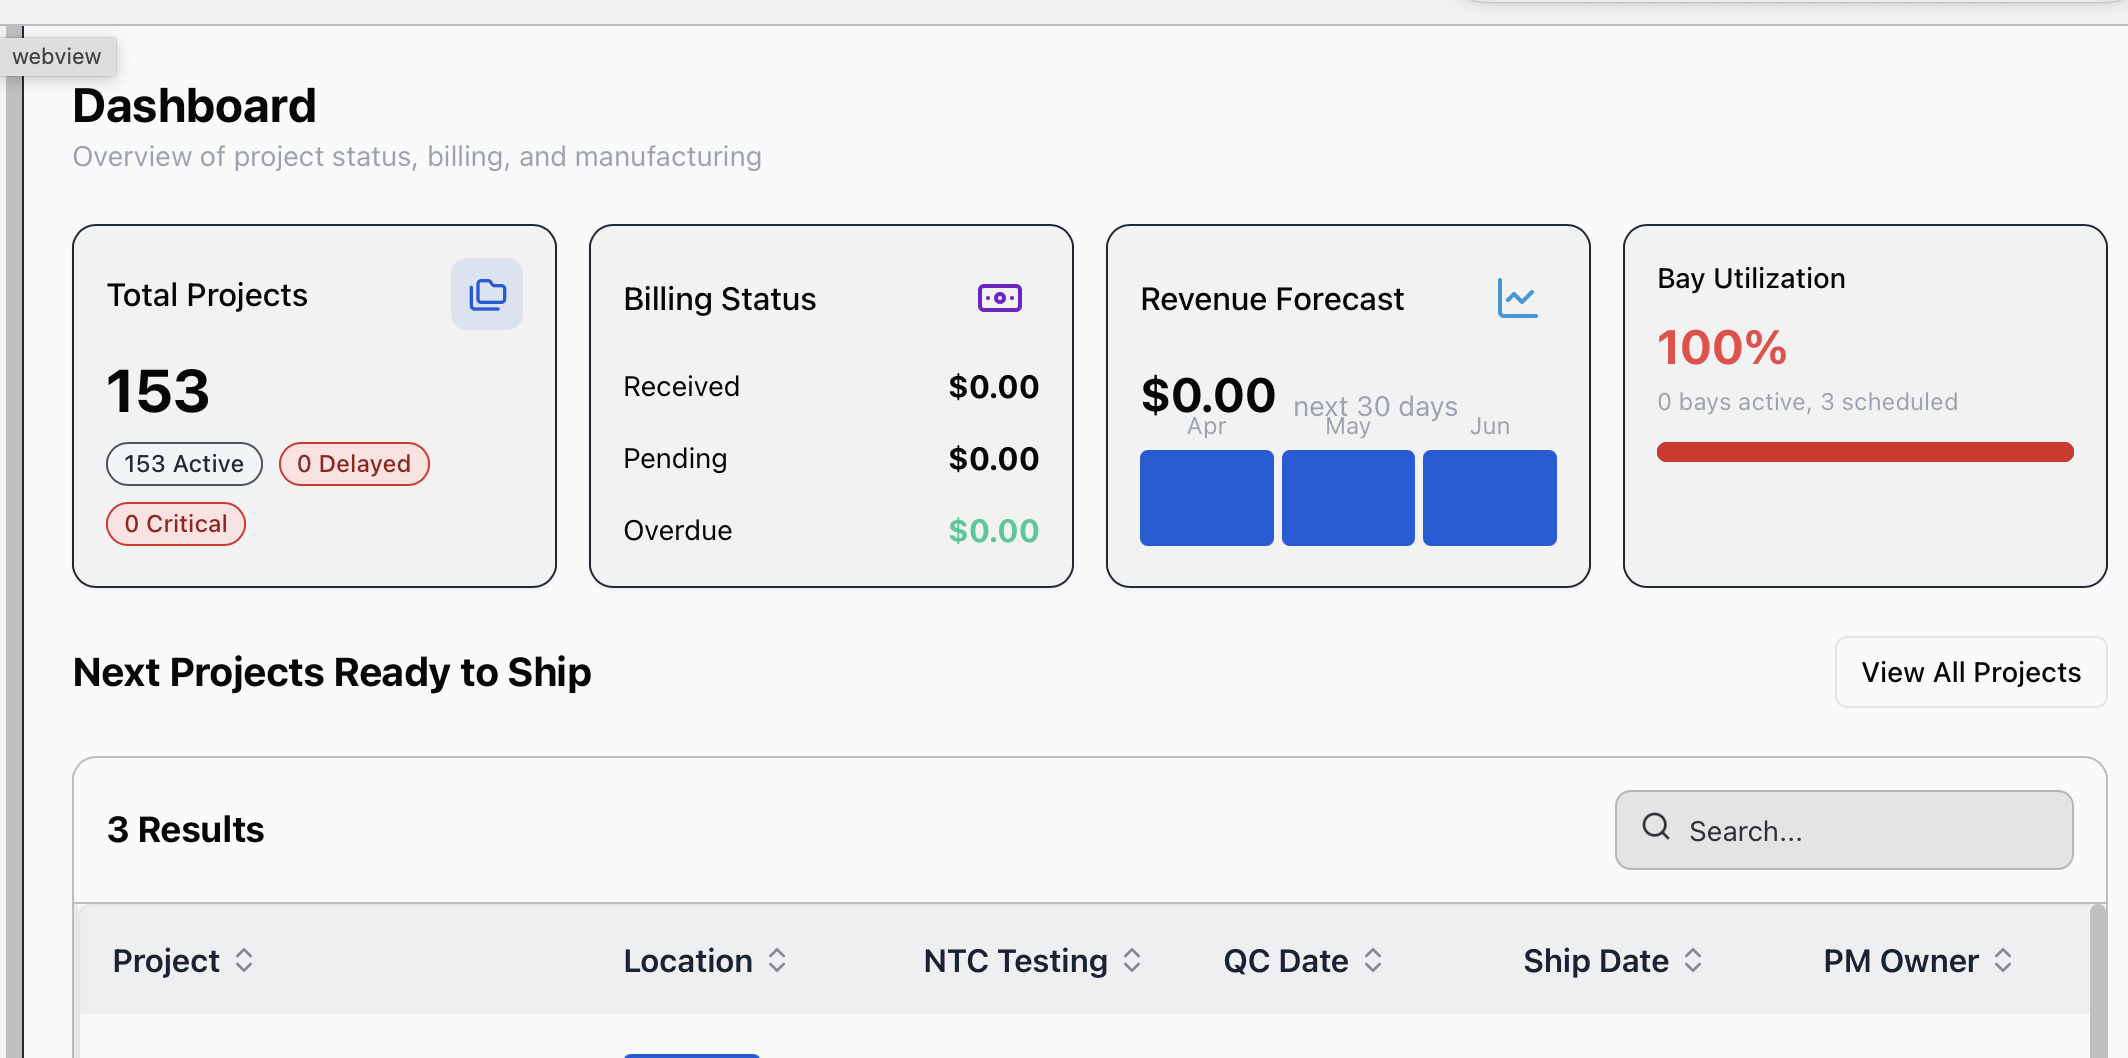 webview
Dashboard
Overview of project status, billing, and manufacturing
Total Projects
153
153 Active
0 Delayed
0 Critical
Billing Status
Received $0.00
Pending $0.00
Overdue $0.00
Revenue Forecast
$0.00 next 30 days
Apr May Jun
Bay Utilization
100%
0 bays active, 3 scheduled
Next Projects Ready to Ship
View All Projects
3 Results
Search...
Project Location NTC Testing QC Date Ship Date PM Owner